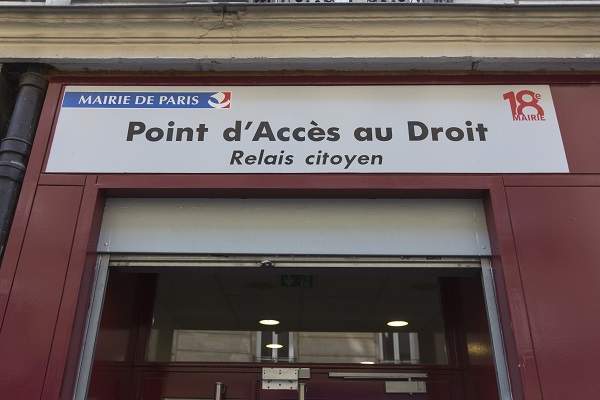 MAIRIE DE PARIS
18e
MAIRIE
Point d'Accès au Droit
Relais citoyen